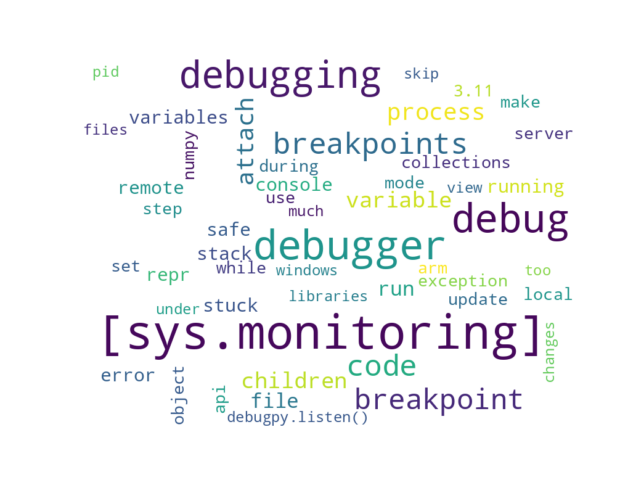 debugging
skip
pid
3.11
make
variables
attach
process
files
numpy
breakpoints
server
during
collections
remote
console
mode
view
running
use
variable
step
much
debug
safe
debugger
stack
set
repr
while
windows
arm
too
exception
run
libraries
update
local
under
stuck
[sys.monitoring]
changes
code
error
object
children
api
file
breakpoint
debugpy.listen()